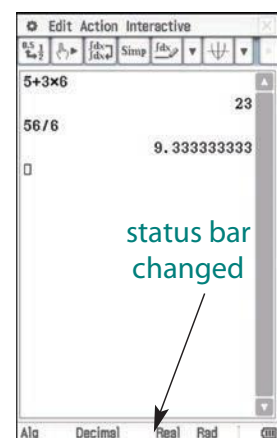 Edit Action Interactive
Simp
5+3×6
23
56/6
9.333333333
status bar
changed
Alg Decimal Real Rad